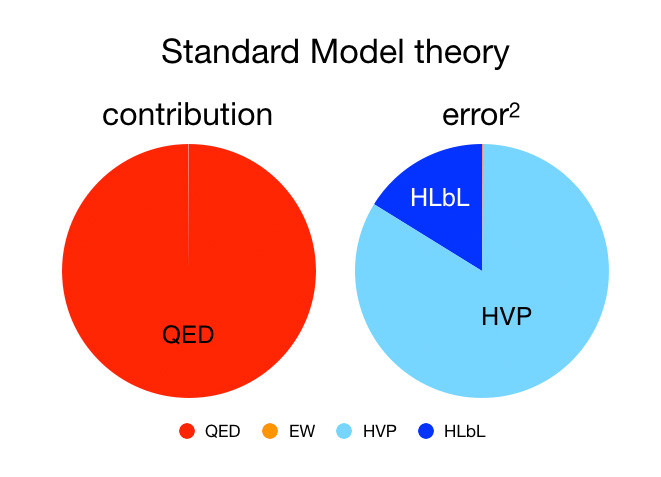 Standard Model theory
contribution
error²
HLbL
HVP
QED
QED EW HVP HLbL